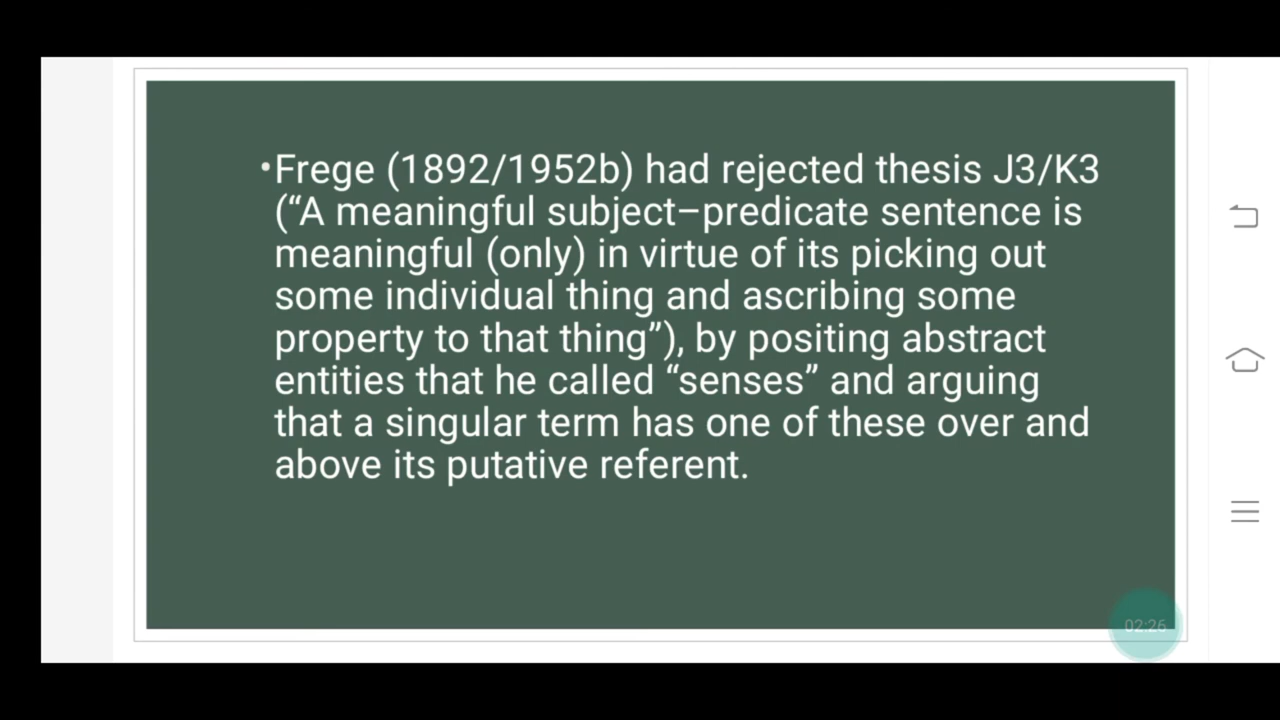 •Frege (1892/1952b) had rejected thesis J3/K3
(“A meaningful subject–predicate sentence is
meaningful (only) in virtue of its picking out
some individual thing and ascribing some
property to that thing”), by positing abstract
entities that he called “senses” and arguing
that a singular term has one of these over and
above its putative referent.
02:26